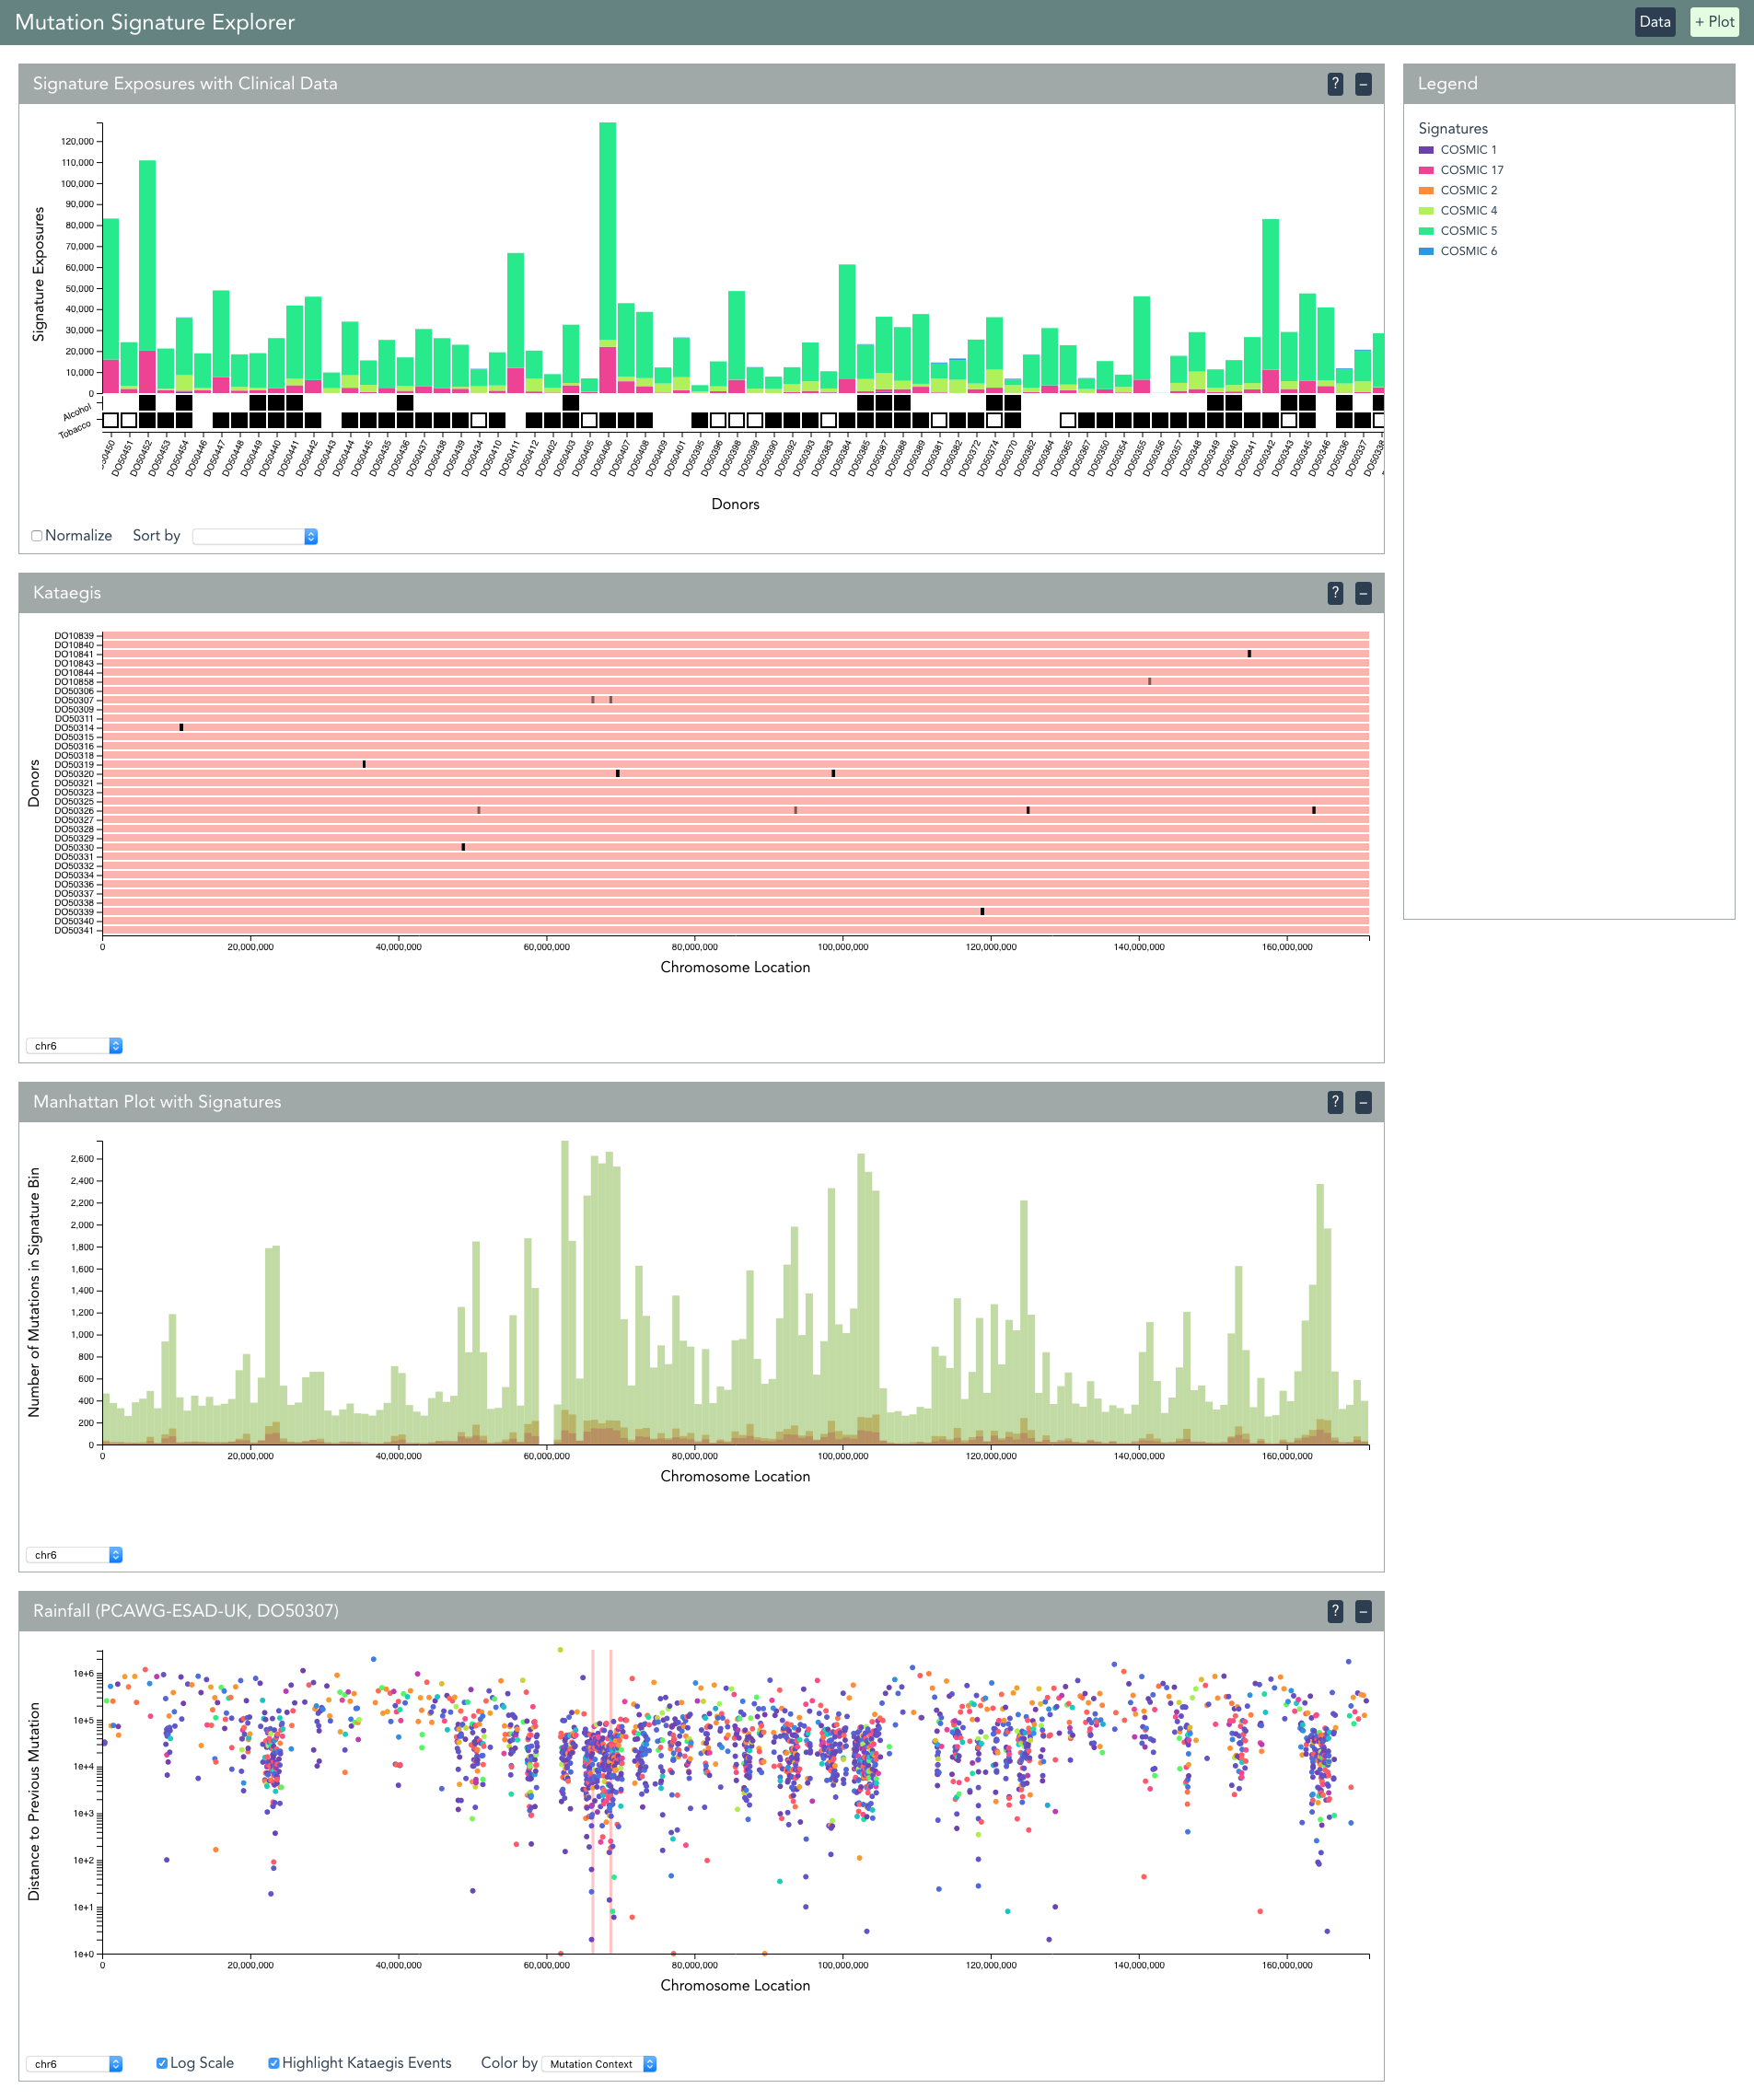 Mutation Signature Explorer
Data
+ Plot
Signature Exposures with Clinical Data
?
–
Signature Exposures
120,000
110,000
100,000
90,000
80,000
70,000
60,000
50,000
40,000
30,000
20,000
10,000
0
Alcohol
Tobacco
DO50451
DO50452
DO50453
DO50454
DO50446
DO50447
DO50448
DO50449
DO50440
DO50441
DO50442
DO50443
DO50444
DO50445
DO50435
DO50436
DO50437
DO50438
DO50439
DO50434
DO50410
DO50411
DO50412
DO50402
DO50403
DO50405
DO50406
DO50407
DO50408
DO50409
DO50401
DO50395
DO50396
DO50398
DO50399
DO50390
DO50392
DO50393
DO50383
DO50384
DO50385
DO50387
DO50388
DO50389
DO50381
DO50382
DO50372
DO50374
DO50370
DO50362
DO50364
DO50365
DO50367
DO50350
DO50354
DO50355
DO50356
DO50357
DO50348
DO50349
DO50340
DO50341
DO50342
DO50343
DO50345
DO50346
DO50336
DO50337
Donors
Normalize
Sort by
Legend
Signatures
COSMIC 1
COSMIC 17
COSMIC 2
COSMIC 4
COSMIC 5
COSMIC 6
Kataegis
?
–
Donors
DO10839
DO10840
DO10841
DO10843
DO10844
DO10858
DO50306
DO50307
DO50309
DO50311
DO50314
DO50315
DO50316
DO50318
DO50319
DO50320
DO50321
DO50323
DO50325
DO50326
DO50327
DO50328
DO50329
DO50330
DO50331
DO50332
DO50334
DO50336
DO50337
DO50338
DO50339
DO50340
DO50341
0 20,000,000 40,000,000 60,000,000 80,000,000 100,000,000 120,000,000 140,000,000 160,000,000
Chromosome Location
chr6
Manhattan Plot with Signatures
?
–
Number of Mutations in Signature Bin
2,600
2,400
2,200
2,000
1,800
1,600
1,400
1,200
1,000
800
600
400
200
0
0 20,000,000 40,000,000 60,000,000 80,000,000 100,000,000 120,000,000 140,000,000 160,000,000
Chromosome Location
chr6
Rainfall (PCAWG-ESAD-UK, DO50307)
?
–
Distance to Previous Mutation
1e+6
1e+5
1e+4
1e+3
1e+2
1e+1
1e+0
0 20,000,000 40,000,000 60,000,000 80,000,000 100,000,000 120,000,000 140,000,000 160,000,000
Chromosome Location
chr6
Log Scale
Highlight Kataegis Events
Color by
Mutation Context